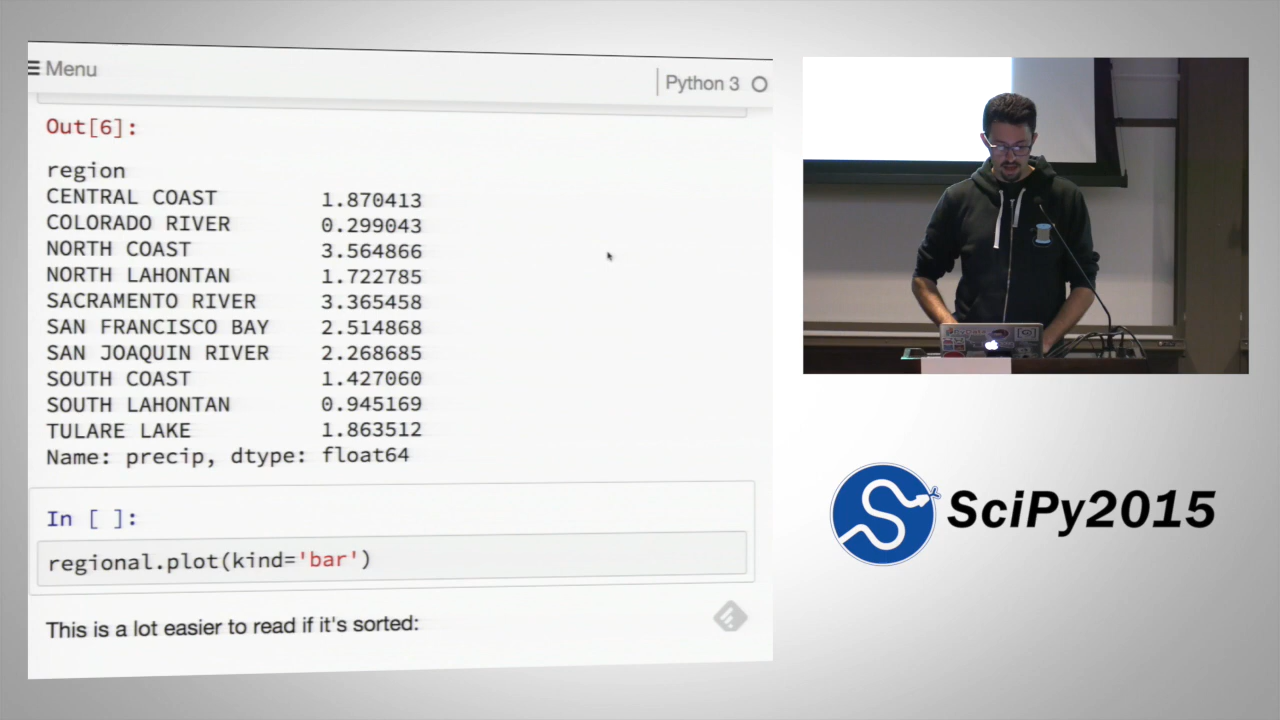 Menu
Python 3
Out[6]:
region
CENTRAL COAST 1.870413
COLORADO RIVER 0.299043
NORTH COAST 3.564866
NORTH LAHONTAN 1.722785
SACRAMENTO RIVER 3.365458
SAN FRANCISCO BAY 2.514868
SAN JOAQUIN RIVER 2.268685
SOUTH COAST 1.427060
SOUTH LAHONTAN 0.945169
TULARE LAKE 1.863512
Name: precip, dtype: float64
In [ ]:
regional.plot(kind='bar')
This is a lot easier to read if it's sorted:
SciPy2015